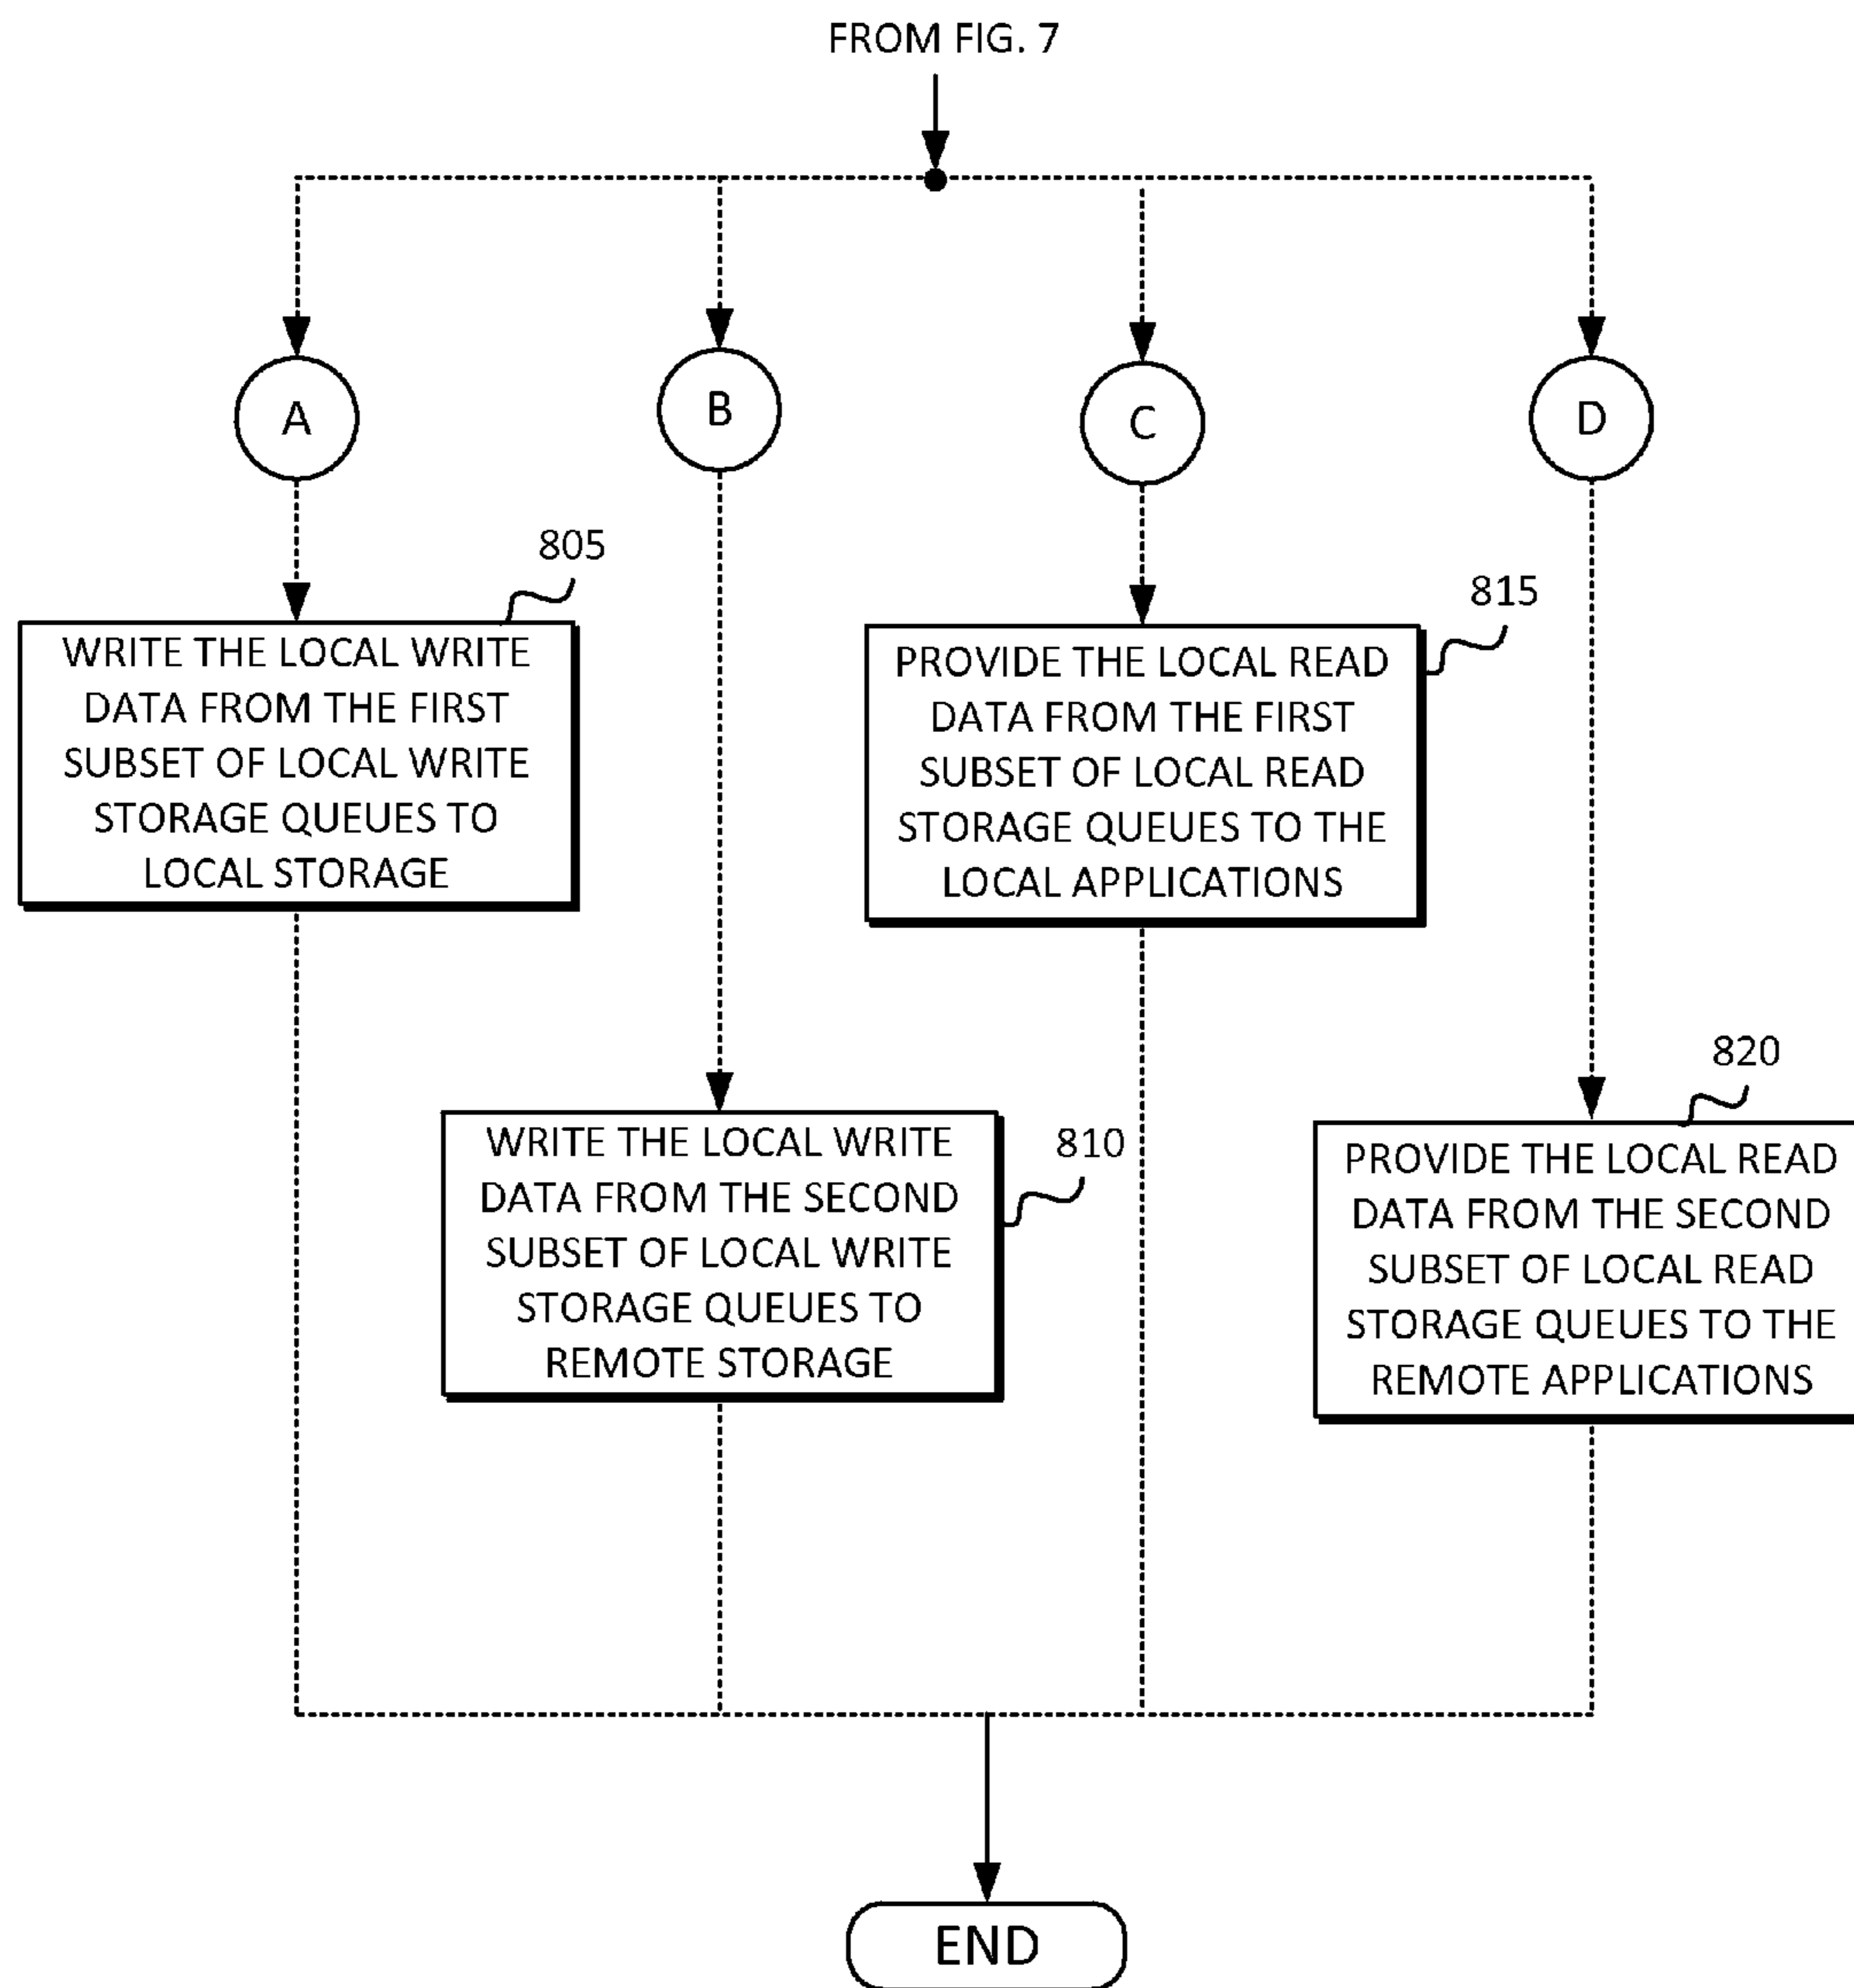 FROM FIG. 7
A
B
C
D
805
WRITE THE LOCAL WRITE
DATA FROM THE FIRST
SUBSET OF LOCAL WRITE
STORAGE QUEUES TO
LOCAL STORAGE
815
PROVIDE THE LOCAL READ
DATA FROM THE FIRST
SUBSET OF LOCAL READ
STORAGE QUEUES TO THE
LOCAL APPLICATIONS
810
WRITE THE LOCAL WRITE
DATA FROM THE SECOND
SUBSET OF LOCAL WRITE
STORAGE QUEUES TO
REMOTE STORAGE
820
PROVIDE THE LOCAL READ
DATA FROM THE SECOND
SUBSET OF LOCAL READ
STORAGE QUEUES TO THE
REMOTE APPLICATIONS
END